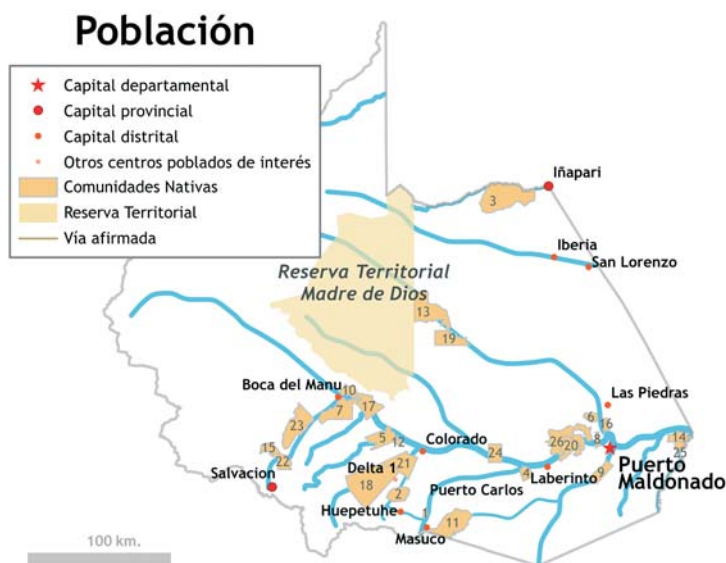 Población
Capital departamental
Capital provincial
Capital distrital
Otros centros poblados de interés
Comunidades Nativas
Reserva Territorial
Vía afirmada
Iñapari
3
Iberia
San Lorenzo
Reserva Territorial
Madre de Dios
13
19
Boca del Manu
10
7
17
Las Piedras
6
16
23
5
12
Colorado
24
26
20
8
14
25
15
22
Salvacion
Delta 1
21
18
2
Puerto Carlos
4
Laberinto
9
Puerto
Maldonado
Huepetuhe
1
11
Masuco
100 km.